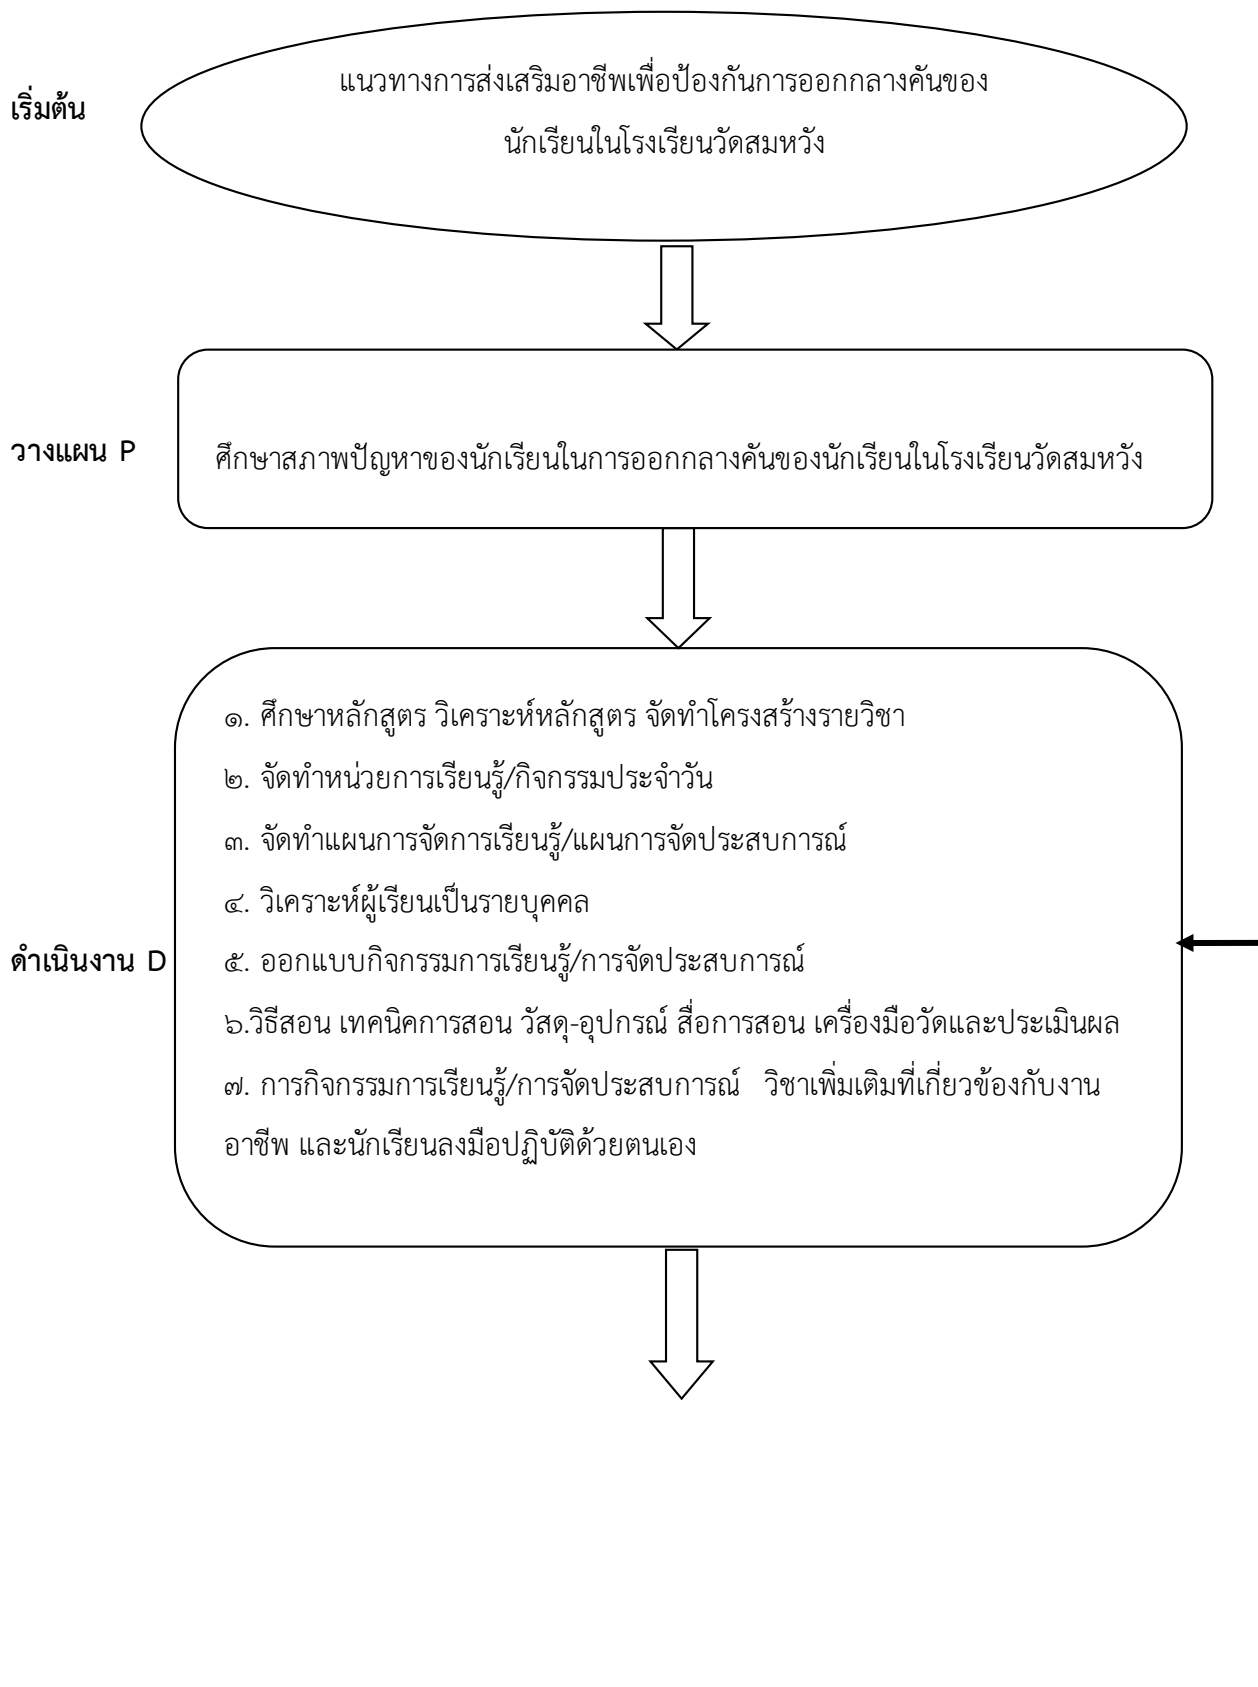 เริ่มต้น
แนวทางการส่งเสริมอาชีพเพื่อป้องกันการออกกลางคันของ
นักเรียนในโรงเรียนวัดสมหวัง
วางแผน P
ศึกษาสภาพปัญหาของนักเรียนในการออกกลางคันของนักเรียนในโรงเรียนวัดสมหวัง
ดำเนินงาน D
๑. ศึกษาหลักสูตร วิเคราะห์หลักสูตร จัดทำโครงสร้างรายวิชา
๒. จัดทำหน่วยการเรียนรู้/กิจกรรมประจำวัน
๓. จัดทำแผนการจัดการเรียนรู้/แผนการจัดประสบการณ์
๔. วิเคราะห์ผู้เรียนเป็นรายบุคคล
๕. ออกแบบกิจกรรมการเรียนรู้/การจัดประสบการณ์
๖.วิธีสอน เทคนิคการสอน วัสดุ-อุปกรณ์ สื่อการสอน เครื่องมือวัดและประเมินผล
๗. การกิจกรรมการเรียนรู้/การจัดประสบการณ์ วิชาเพิ่มเติมที่เกี่ยวข้องกับงาน
อาชีพ และนักเรียนลงมือปฏิบัติด้วยตนเอง